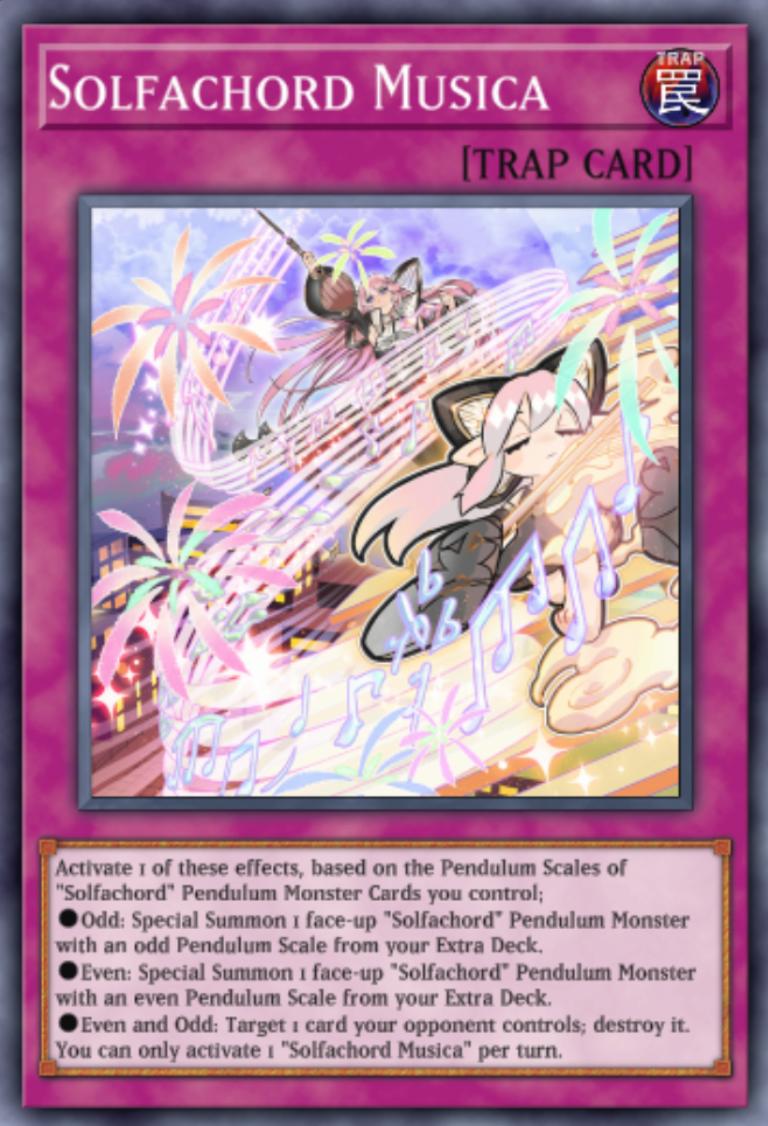 Solfachord Musica
TRAP
罠
[TRAP CARD]
Activate 1 of these effects, based on the Pendulum Scales of
"Solfachord" Pendulum Monster Cards you control;
●Odd: Special Summon 1 face-up "Solfachord" Pendulum Monster
with an odd Pendulum Scale from your Extra Deck.
●Even: Special Summon 1 face-up "Solfachord" Pendulum Monster
with an even Pendulum Scale from your Extra Deck.
●Even and Odd: Target 1 card your opponent controls; destroy it.
You can only activate 1 "Solfachord Musica" per turn.